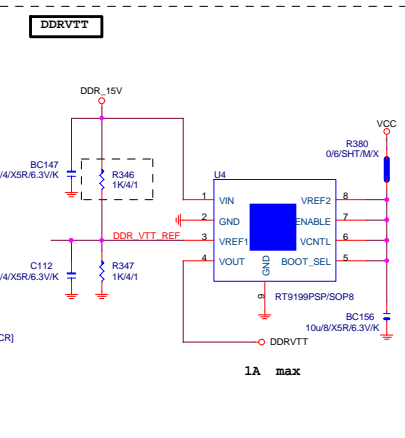 DDRVTT
DDR_15V
VCC
R380
0/6/SHT/M/X
BC147
/4/X5R/6.3V/K
R346
1K/4/1
U4
1 VIN VREF2 8
2 GND ENABLE 7
DDR_VTT_REF 3 VREF1 VCNTL 6
4 VOUT BOOT_SEL 5
GND
9
RT9199PSP/SOP8
C112
/4/X5R/6.3V/K
R347
1K/4/1
BC156
10u/8/X5R/6.3V/K
CR]
DDRVTT
1A max